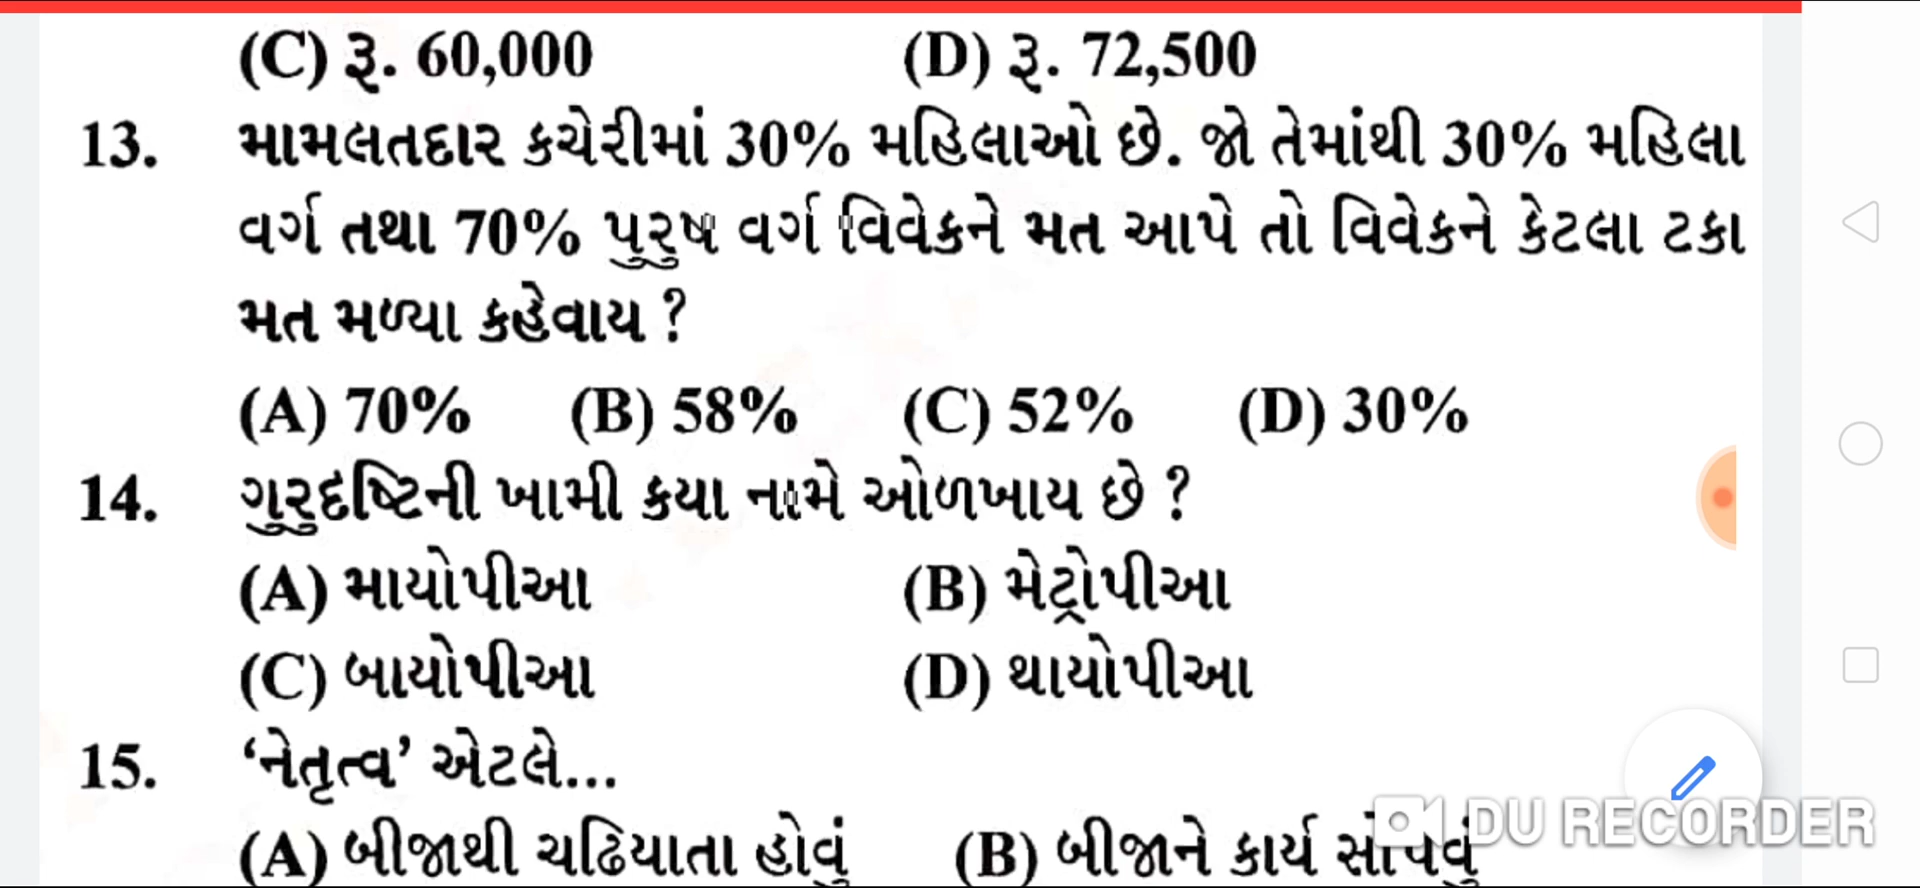 (C) રૂ. 60,000 (D) રૂ. 72,500
13. મામલતદાર કચેરીમાં 30% મહિલાઓ છે. જો તેમાંથી 30% મહિલા
વર્ગ તથા 70% પુરુષ વર્ગ વિવેકને મત આપે તો વિવેકને કેટલા ટકા
મત મળ્યા કહેવાય ?
(A) 70% (B) 58% (C) 52% (D) 30%
14. ગુરુદૃષ્ટિની ખામી કયા નામે ઓળખાય છે ?
(A) માયોપીઆ (B) મેટ્રોપીઆ
(C) બાયોપીઆ (D) થાયોપીઆ
15. ‘નેતૃત્વ’ એટલે...
(A) બીજાથી ચઢિયાતા હોવું (B) બીજાને કાર્ય સોંપવું
DU RECORDER